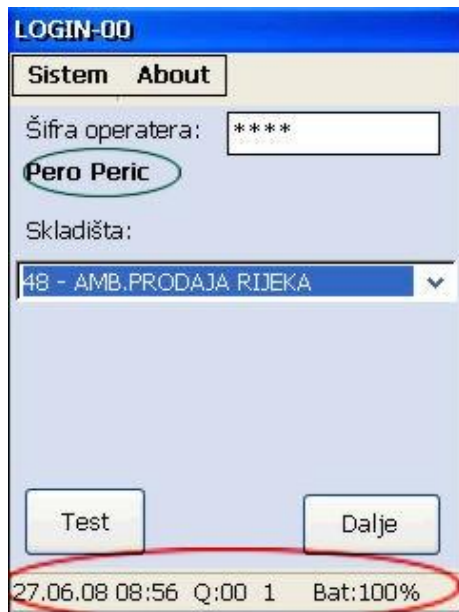 LOGIN-00
Sistem About
Šifra operatera: ****
Pero Peric
Skladišta:
48 - AMB.PRODAJA RIJEKA
Test Dalje
27.06.08 08:56 Q:00 1 Bat:100%